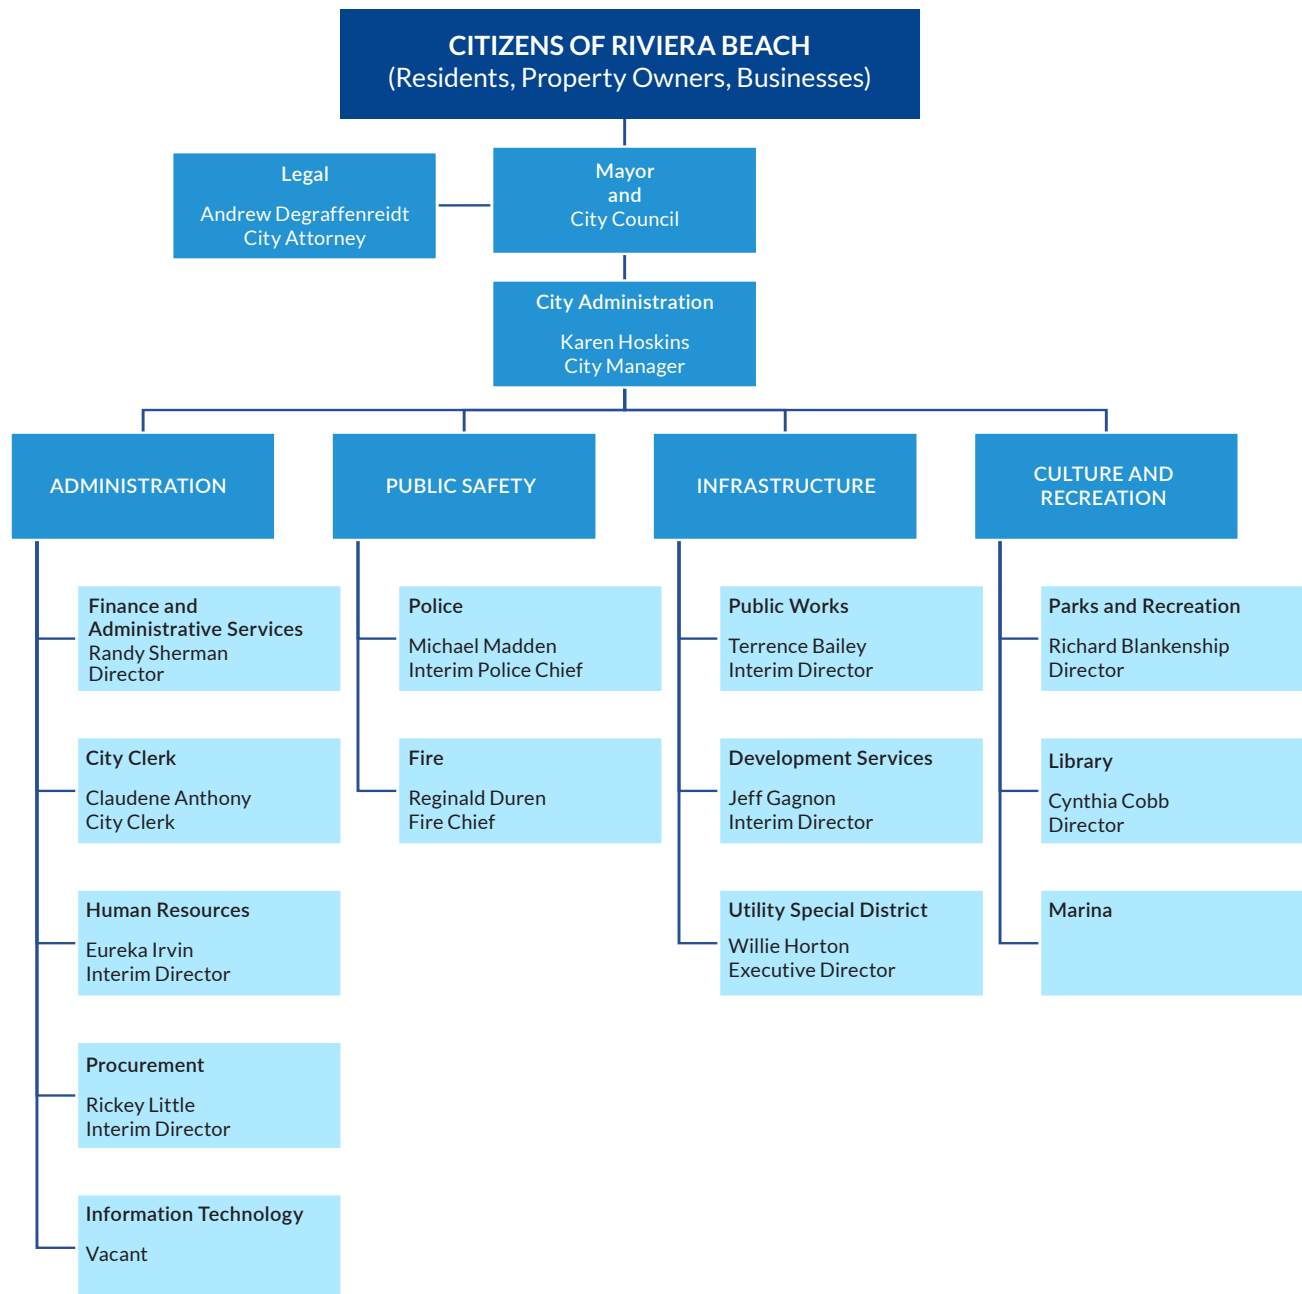 CITIZENS OF RIVIERA BEACH
(Residents, Property Owners, Businesses)
Legal
Andrew Degraffenreidt
City Attorney
Mayor
and
City Council
City Administration
Karen Hoskins
City Manager
ADMINISTRATION
PUBLIC SAFETY
INFRASTRUCTURE
CULTURE AND
RECREATION
Finance and
Administrative Services
Randy Sherman
Director
City Clerk
Claudene Anthony
City Clerk
Human Resources
Eureka Irvin
Interim Director
Procurement
Rickey Little
Interim Director
Information Technology
Vacant
Police
Michael Madden
Interim Police Chief
Fire
Reginald Duren
Fire Chief
Public Works
Terrence Bailey
Interim Director
Development Services
Jeff Gagnon
Interim Director
Utility Special District
Willie Horton
Executive Director
Parks and Recreation
Richard Blankenship
Director
Library
Cynthia Cobb
Director
Marina